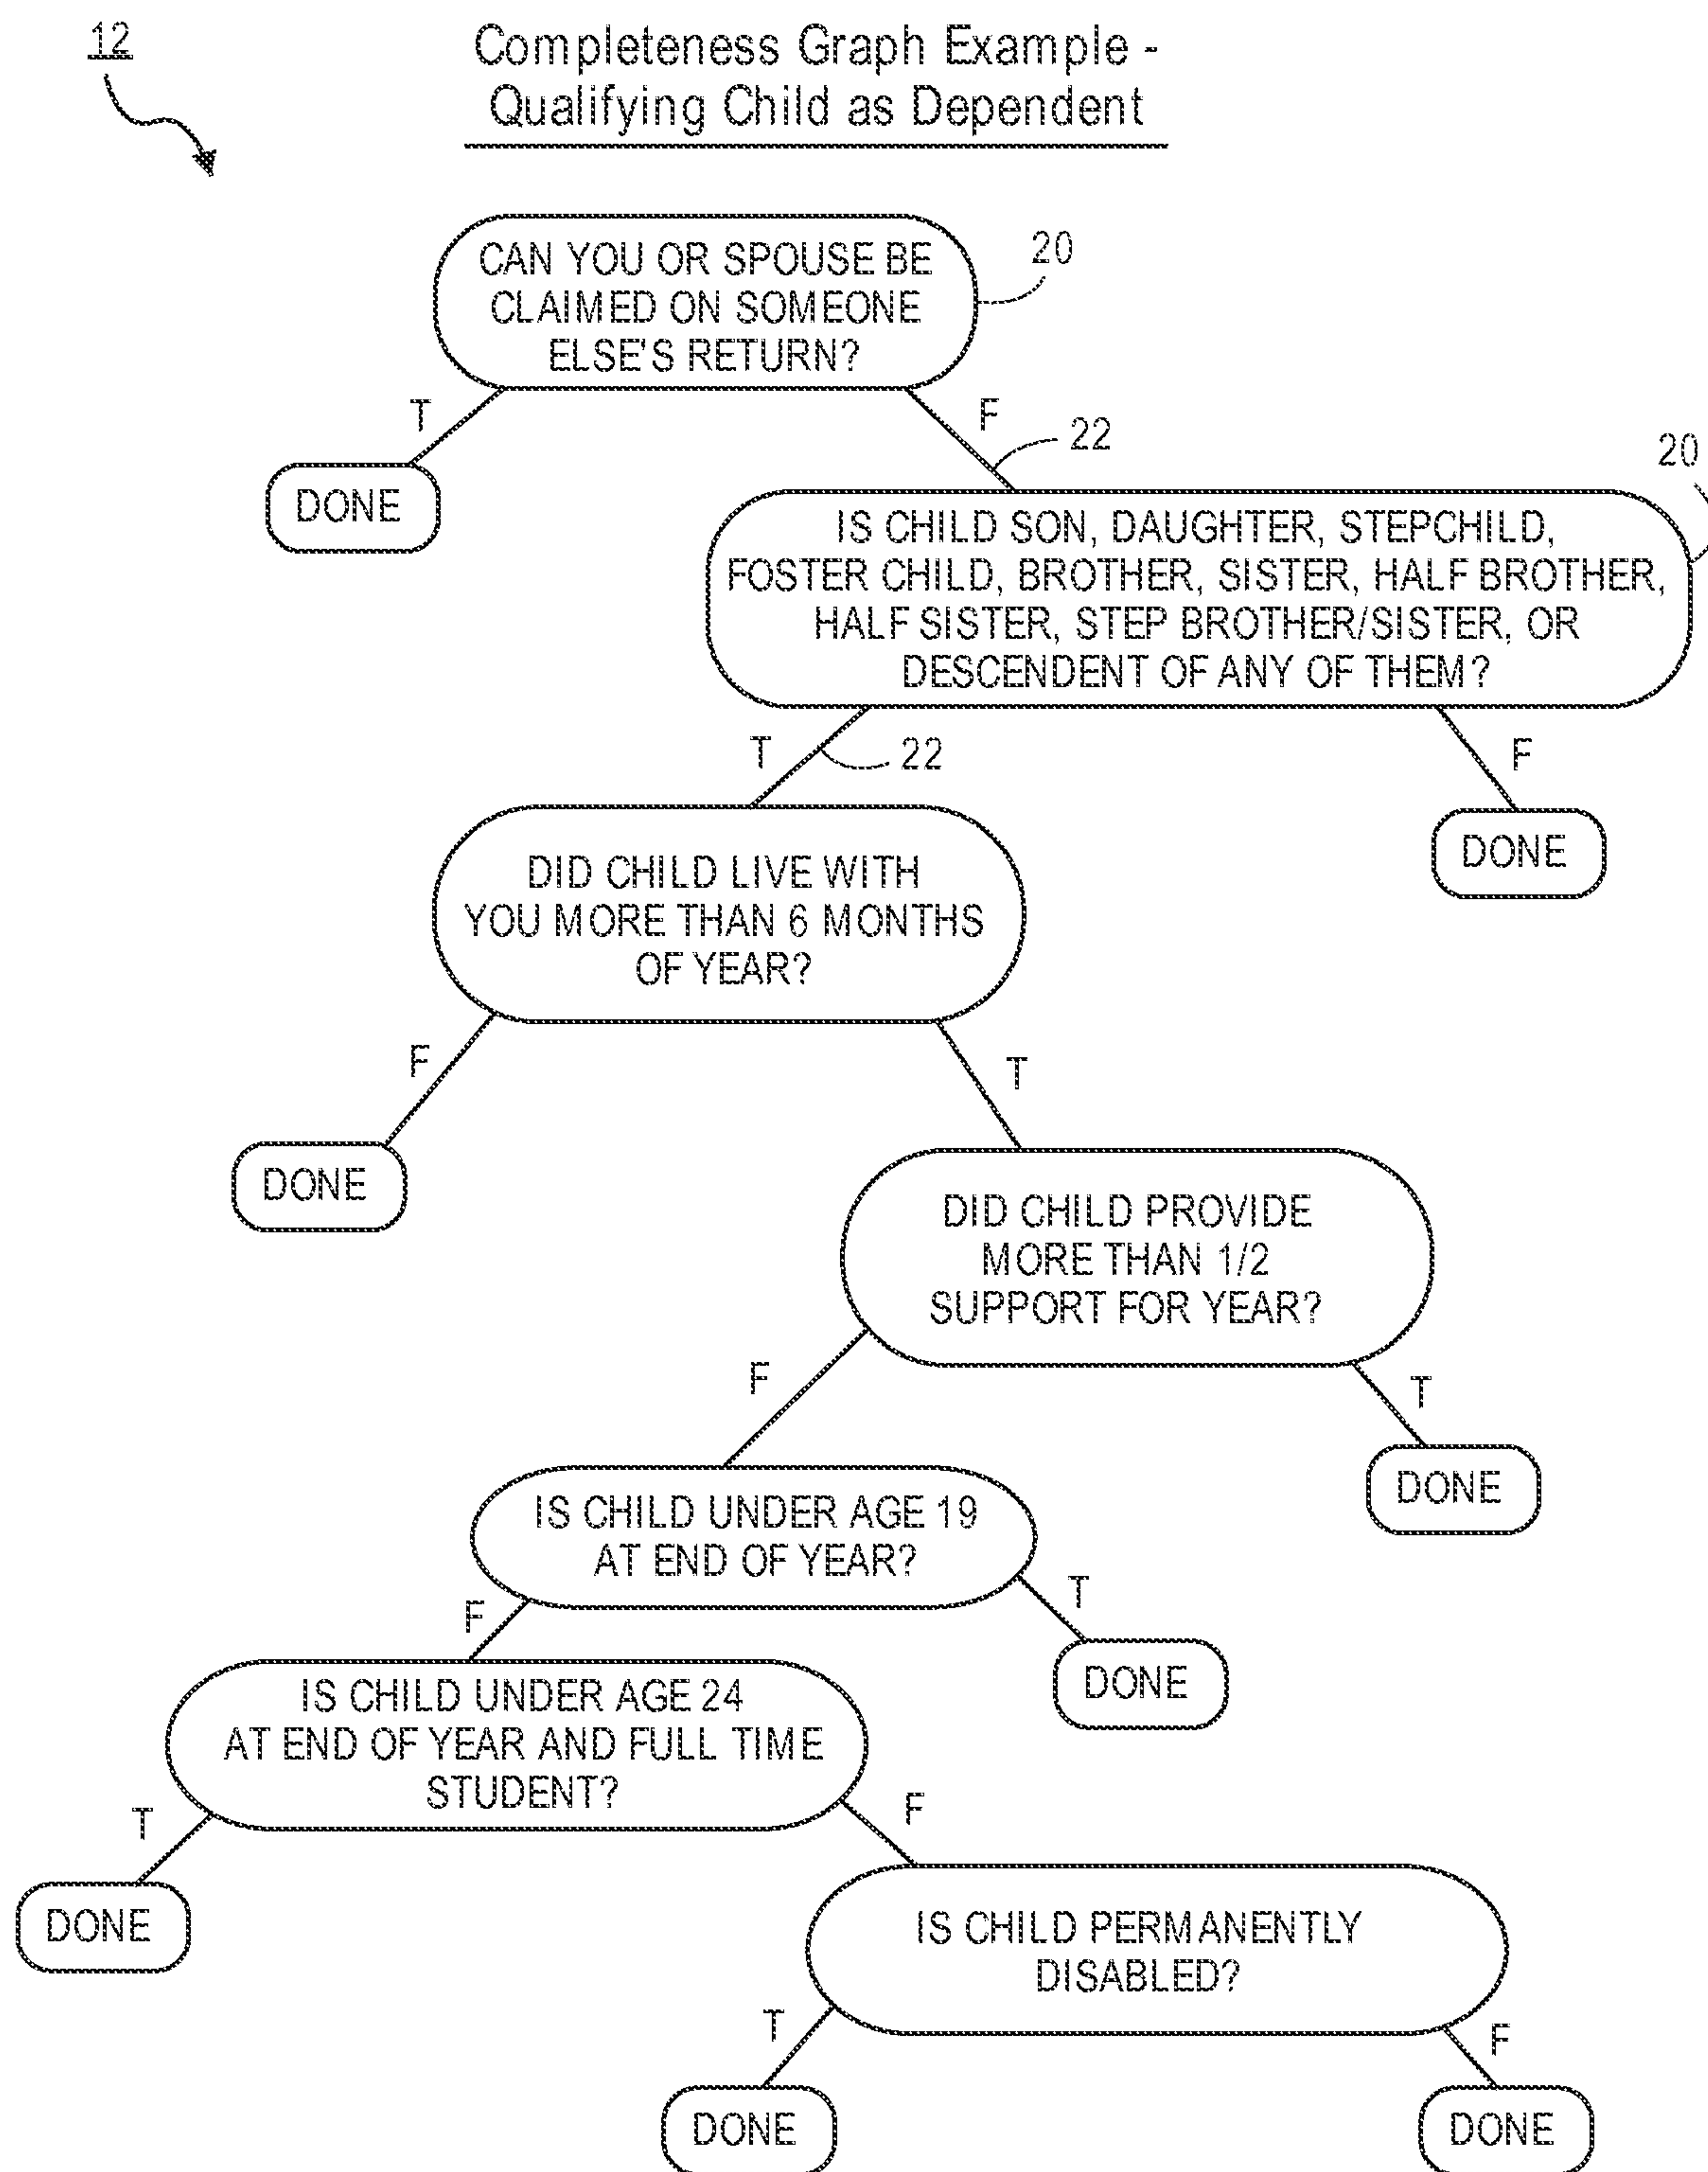 12
Completeness Graph Example -
Qualifying Child as Dependent
CAN YOU OR SPOUSE BE
CLAIMED ON SOMEONE
ELSE'S RETURN?
20
T
F
22
20
DONE
IS CHILD SON, DAUGHTER, STEPCHILD,
FOSTER CHILD, BROTHER, SISTER, HALF BROTHER,
HALF SISTER, STEP BROTHER/SISTER, OR
DESCENDENT OF ANY OF THEM?
T
22
F
DONE
DID CHILD LIVE WITH
YOU MORE THAN 6 MONTHS
OF YEAR?
F
T
DONE
DID CHILD PROVIDE
MORE THAN 1/2
SUPPORT FOR YEAR?
F
T
DONE
IS CHILD UNDER AGE 19
AT END OF YEAR?
F
T
DONE
IS CHILD UNDER AGE 24
AT END OF YEAR AND FULL TIME
STUDENT?
T
F
DONE
IS CHILD PERMANENTLY
DISABLED?
T
F
DONE
DONE